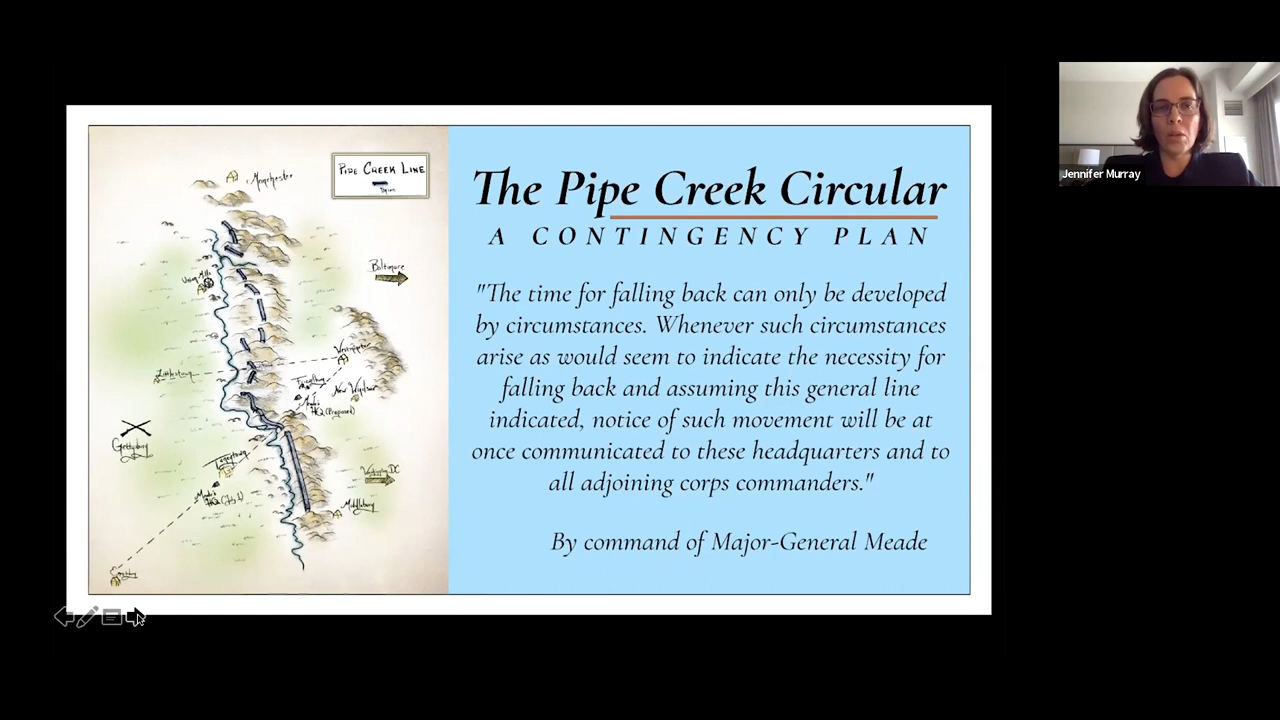 Manchester
PIPE CREEK LINE
Baltimore
Littlestown
New Windsor
HQ (Proposed)
Gettysburg
Taneytown
Washington DC
Middleburg
The Pipe Creek Circular
A CONTINGENCY PLAN
"The time for falling back can only be developed
by circumstances. Whenever such circumstances
arise as would seem to indicate the necessity for
falling back and assuming this general line
indicated, notice of such movement will be at
once communicated to these headquarters and to
all adjoining corps commanders."
By command of Major-General Meade
Jennifer Murray